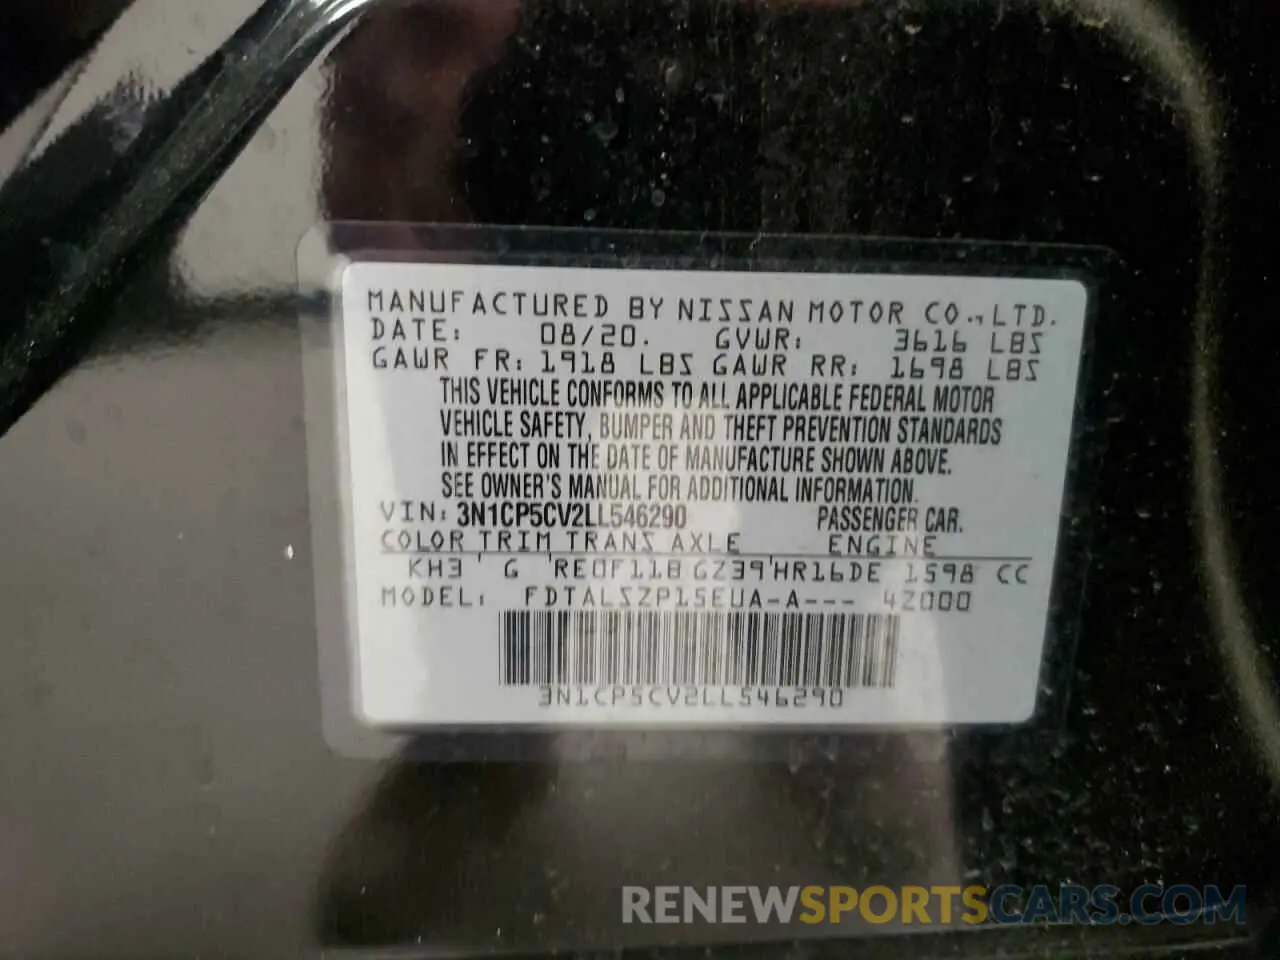 MANUFACTURED BY NISSAN MOTOR CO.,LTD.
DATE: 08/20. GVWR: 3616 LBS
GAWR FR: 1918 LBS GAWR RR: 1698 LBS
THIS VEHICLE CONFORMS TO ALL APPLICABLE FEDERAL MOTOR
VEHICLE SAFETY, BUMPER AND THEFT PREVENTION STANDARDS
IN EFFECT ON THE DATE OF MANUFACTURE SHOWN ABOVE.
SEE OWNER'S MANUAL FOR ADDITIONAL INFORMATION.
VIN: 3N1CP5CV2LL546290 PASSENGER CAR.
COLOR TRIM TRANS AXLE ENGINE
KH3 ' G 'RE0F11B GZ39'HR16DE 1598 CC
MODEL: FDTALSZP15EUA-A--- 42000
3N1CP5CV2LL546290
RENEWSPORTSCARS.COM